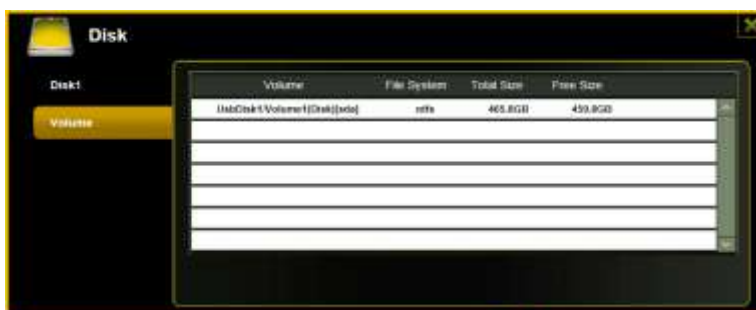 Disk
Disk1
Volume
Volume File System Total Size Free Size
UsbDisk1/Volume1(Disk)[sda] ntfs 465.8GB 459.8GB